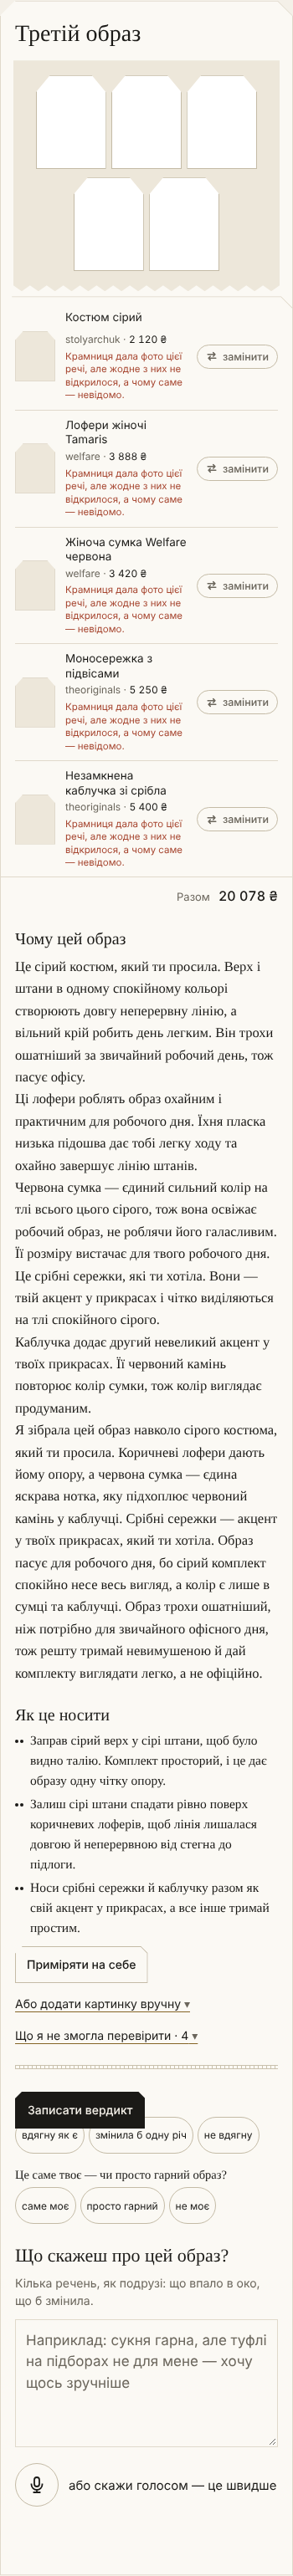 Третій образ
Костюм сірий
stolyarchuk · 2 120 ₴
Крамниця дала фото цієї
речі, але жодне з них не
відкрилося, а чому саме
— невідомо.
замінити
Лофери жіночі
Tamaris
welfare · 3 888 ₴
Крамниця дала фото цієї
речі, але жодне з них не
відкрилося, а чому саме
— невідомо.
замінити
Жіноча сумка Welfare
червона
welfare · 3 420 ₴
Крамниця дала фото цієї
речі, але жодне з них не
відкрилося, а чому саме
— невідомо.
замінити
Моносережка з
підвісами
theoriginals · 5 250 ₴
Крамниця дала фото цієї
речі, але жодне з них не
відкрилося, а чому саме
— невідомо.
замінити
Незамкнена
каблучка зі срібла
theoriginals · 5 400 ₴
Крамниця дала фото цієї
речі, але жодне з них не
відкрилося, а чому саме
— невідомо.
замінити
Разом 20 078 ₴
Чому цей образ
Це сірий костюм, який ти просила. Верх і
штани в одному спокійному кольорі
створюють довгу неперервну лінію, а
вільний крій робить день легким. Він трохи
ошатніший за звичайний робочий день, тож
пасує офісу.
Ці лофери роблять образ охайним і
практичним для робочого дня. Їхня пласка
низька підошва дає тобі легку ходу та
охайно завершує лінію штанів.
Червона сумка — єдиний сильний колір на
тлі всього цього сірого, тож вона освіжає
робочий образ, не роблячи його галасливим.
Її розміру вистачає для твого робочого дня.
Це срібні сережки, які ти хотіла. Вони —
твій акцент у прикрасах і чітко виділяються
на тлі спокійного сірого.
Каблучка додає другий невеликий акцент у
твоїх прикрасах. Її червоний камінь
повторює колір сумки, тож колір виглядає
продуманим.
Я зібрала цей образ навколо сірого костюма,
який ти просила. Коричневі лофери дають
йому опору, а червона сумка — єдина
яскрава нотка, яку підхоплює червоний
камінь у каблучці. Срібні сережки — акцент
у твоїх прикрасах, який ти хотіла. Образ
пасує для робочого дня, бо сірий комплект
спокійно несе весь вигляд, а колір є лише в
сумці та каблучці. Образ трохи ошатніший,
ніж потрібно для звичайного офісного дня,
тож решту тримай невимушеною й дай
комплекту виглядати легко, а не офіційно.
Як це носити
•• Заправ сірий верх у сірі штани, щоб було
видно талію. Комплект просторий, і це дає
образу одну чітку опору.
•• Залиш сірі штани спадати рівно поверх
коричневих лоферів, щоб лінія лишалася
довгою й неперервною від стегна до
підлоги.
•• Носи срібні сережки й каблучку разом як
свій акцент у прикрасах, а все інше тримай
простим.
Приміряти на себе
Або додати картинку вручну ▾
Що я не змогла перевірити · 4 ▾
Записати вердикт
вдягну як є
змінила б одну річ
не вдягну
Це саме твоє — чи просто гарний образ?
саме моє
просто гарний
не моє
Що скажеш про цей образ?
Кілька речень, як подрузі: що впало в око,
що б змінила.
Наприклад: сукня гарна, але туфлі
на підборах не для мене — хочу
щось зручніше
або скажи голосом — це швидше